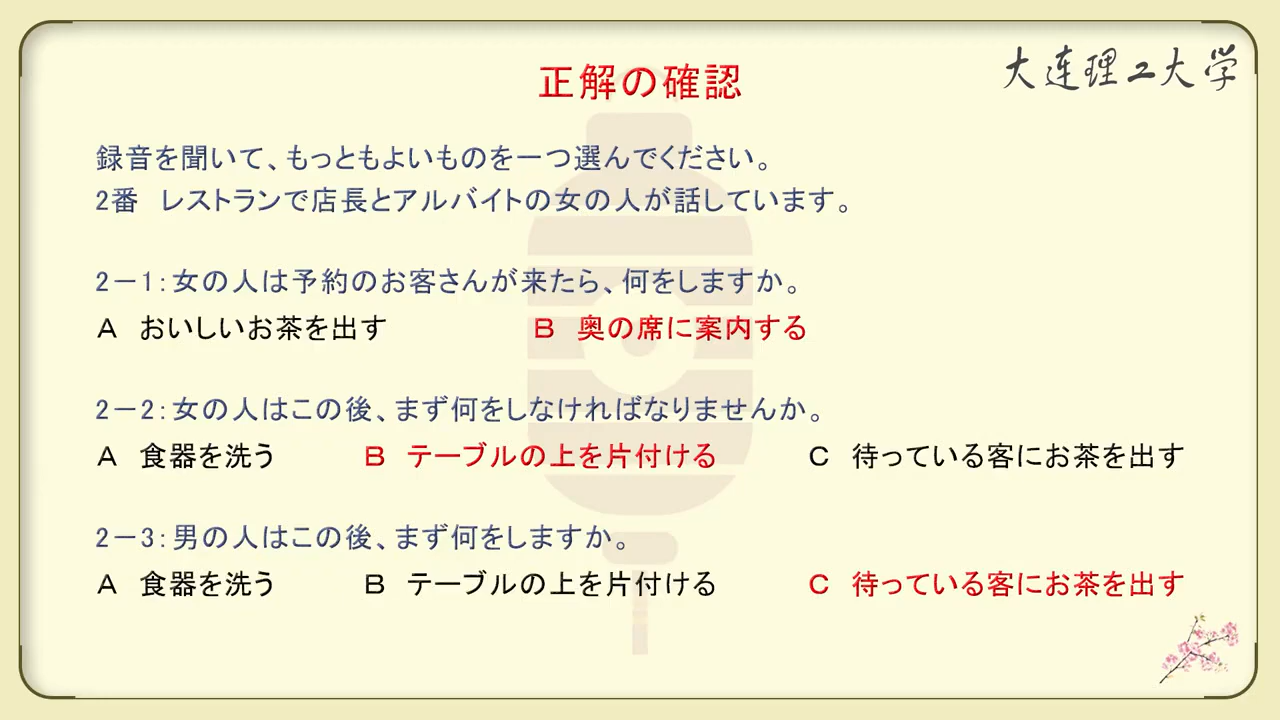 正解の確認
大连理工大学
録音を聞いて、もっともよいものを一つ選んでください。
2番　レストランで店長とアルバイトの女の人が話しています。
2－1：女の人は予約のお客さんが来たら、何をしますか。
A　おいしいお茶を出す　　B　奥の席に案内する
2－2：女の人はこの後、まず何をしなければなりませんか。
A　食器を洗う　　B　テーブルの上を片付ける　　C　待っている客にお茶を出す
2－3：男の人はこの後、まず何をしますか。
A　食器を洗う　　B　テーブルの上を片付ける　　C　待っている客にお茶を出す